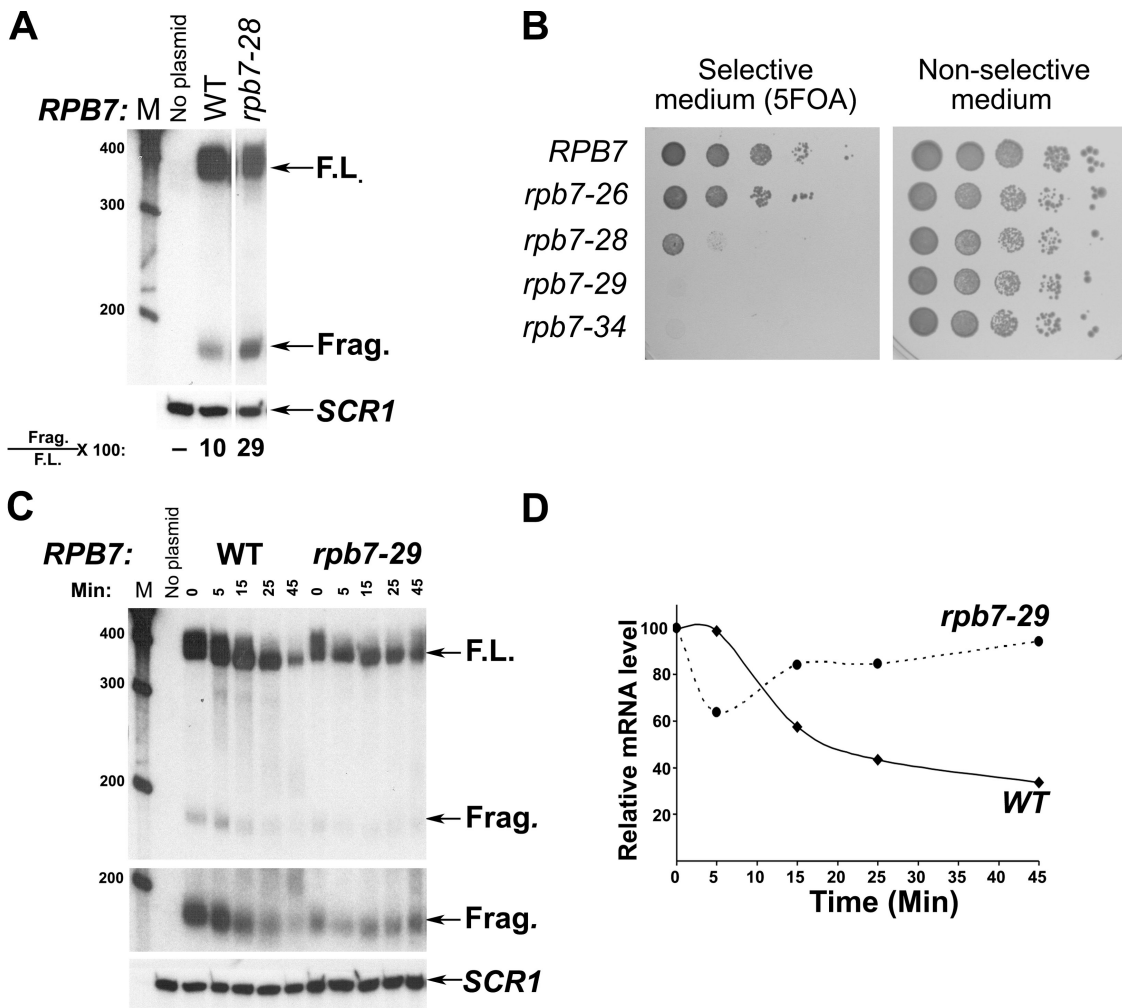 A
RPB7: M No plasmid WT rpb7-28
400
F.L.
300
200
Frag.
SCR1
Frag.
F.L. X 100: – 10 29
B
Selective
medium (5FOA)
Non-selective
medium
RPB7
rpb7-26
rpb7-28
rpb7-29
rpb7-34
C
RPB7: No plasmid WT rpb7-29
Min: M 0 5 15 25 45 0 5 15 25 45
400
F.L.
300
200
Frag.
200
Frag.
SCR1
D
Relative mRNA level
100
80
60
40
20
rpb7-29
WT
0 5 10 15 20 25 30 35 40 45
Time (Min)